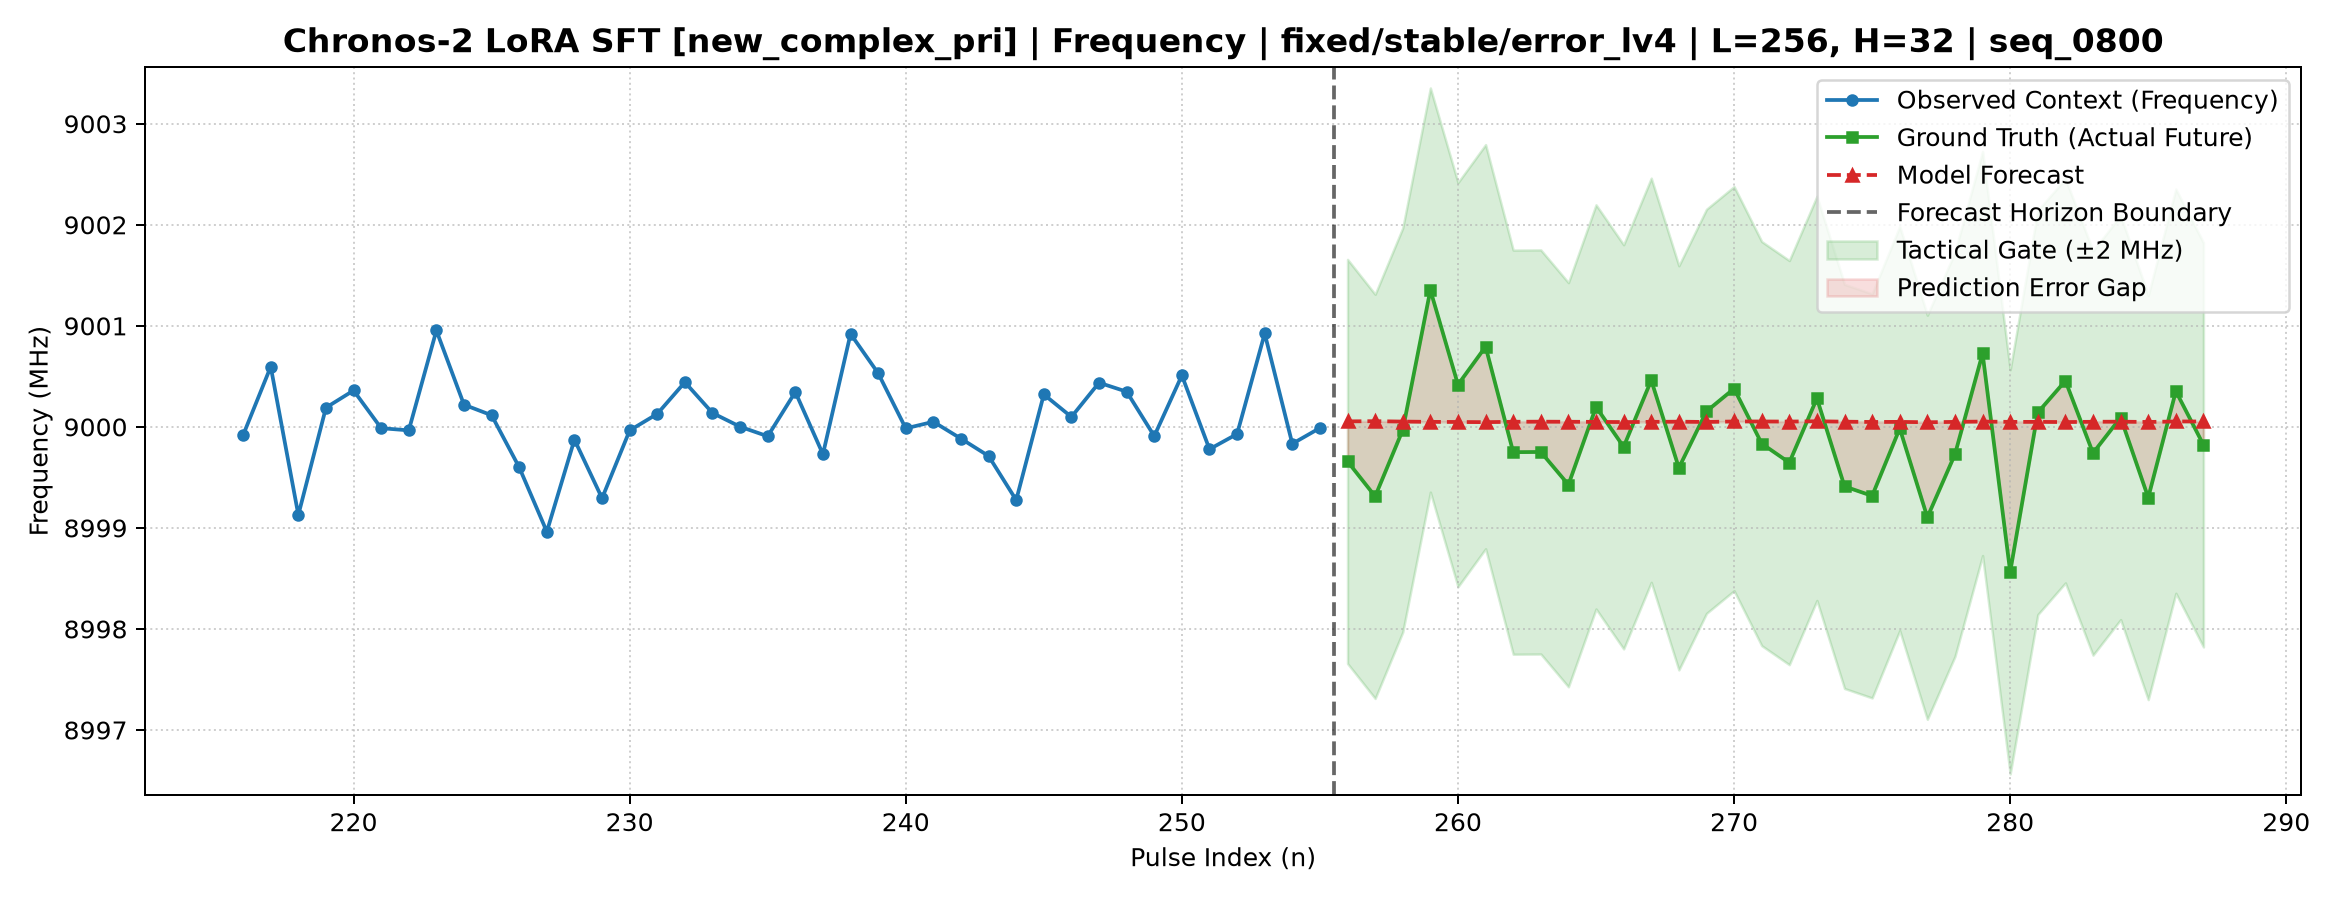 Chronos-2 LoRA SFT [new_complex_pri] | Frequency | fixed/stable/error_lv4 | L=256, H=32 | seq_0800
Observed Context (Frequency)
Ground Truth (Actual Future)
Model Forecast
Forecast Horizon Boundary
Tactical Gate (±2 MHz)
Prediction Error Gap
Frequency (MHz)
9003
9002
9001
9000
8999
8998
8997
220
230
240
250
260
270
280
290
Pulse Index (n)